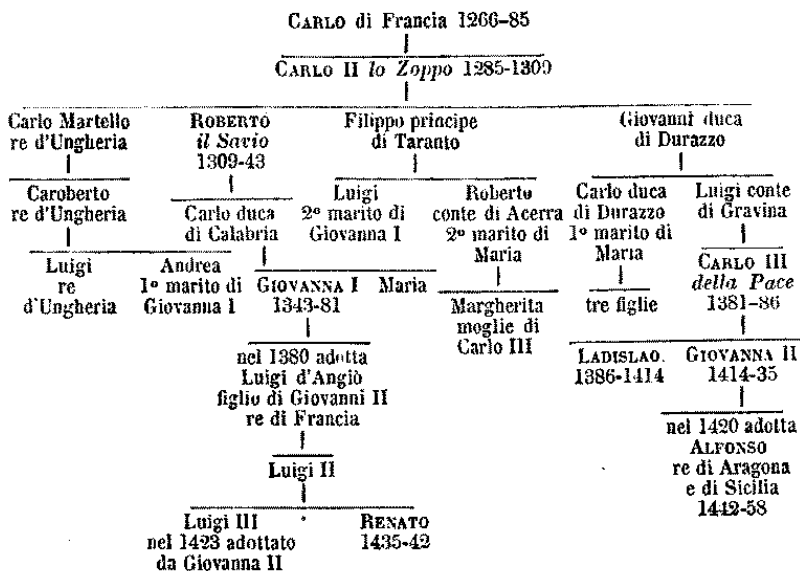 CARLO di Francia 1266-85
CARLO II lo Zoppo 1285-1309
Carlo Martello
re d'Ungheria
ROBERTO
il Savio
1309-43
Filippo principe
di Taranto
Giovanni duca
di Durazzo
Caroberto
re d'Ungheria
Carlo duca
di Calabria
Luigi
2º marito di
Giovanna I
Roberto
conte di Acerra
2º marito di
Maria
Carlo duca
di Durazzo
1º marito di
Maria
Luigi conte
di Gravina
Luigi
re
d'Ungheria
Andrea
1º marito di
Giovanna I
GIOVANNA I
1343-81
Maria
Margherita
moglie di
Carlo III
tre figlie
CARLO III
della Pace
1381-86
nel 1380 adotta
Luigi d'Angiò
figlio di Giovanni II
re di Francia
LADISLAO.
1386-1414
GIOVANNA II
1414-35
Luigi II
nel 1420 adotta
ALFONSO
re di Aragona
e di Sicilia
1442-58
Luigi III
nel 1423 adottato
da Giovanna II
RENATO
1435-42